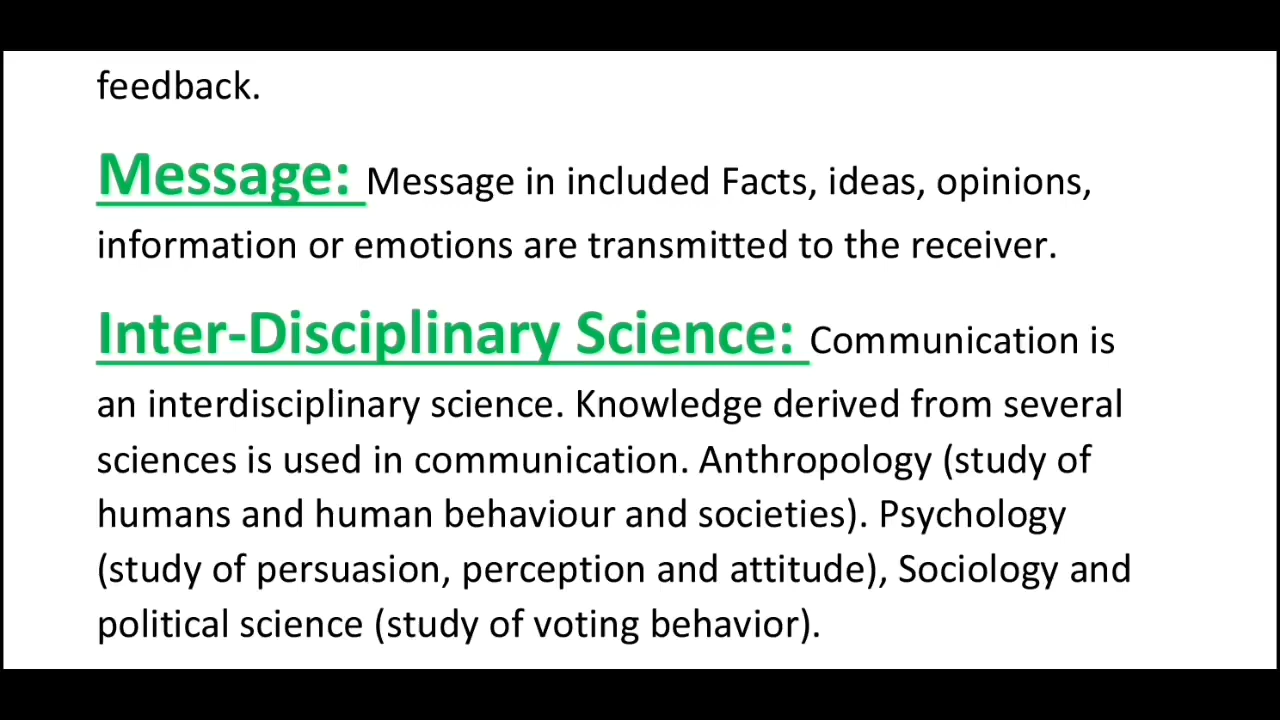 feedback.
Message: Message in included Facts, ideas, opinions,
information or emotions are transmitted to the receiver.
Inter-Disciplinary Science: Communication is
an interdisciplinary science. Knowledge derived from several
sciences is used in communication. Anthropology (study of
humans and human behaviour and societies). Psychology
(study of persuasion, perception and attitude), Sociology and
political science (study of voting behavior).